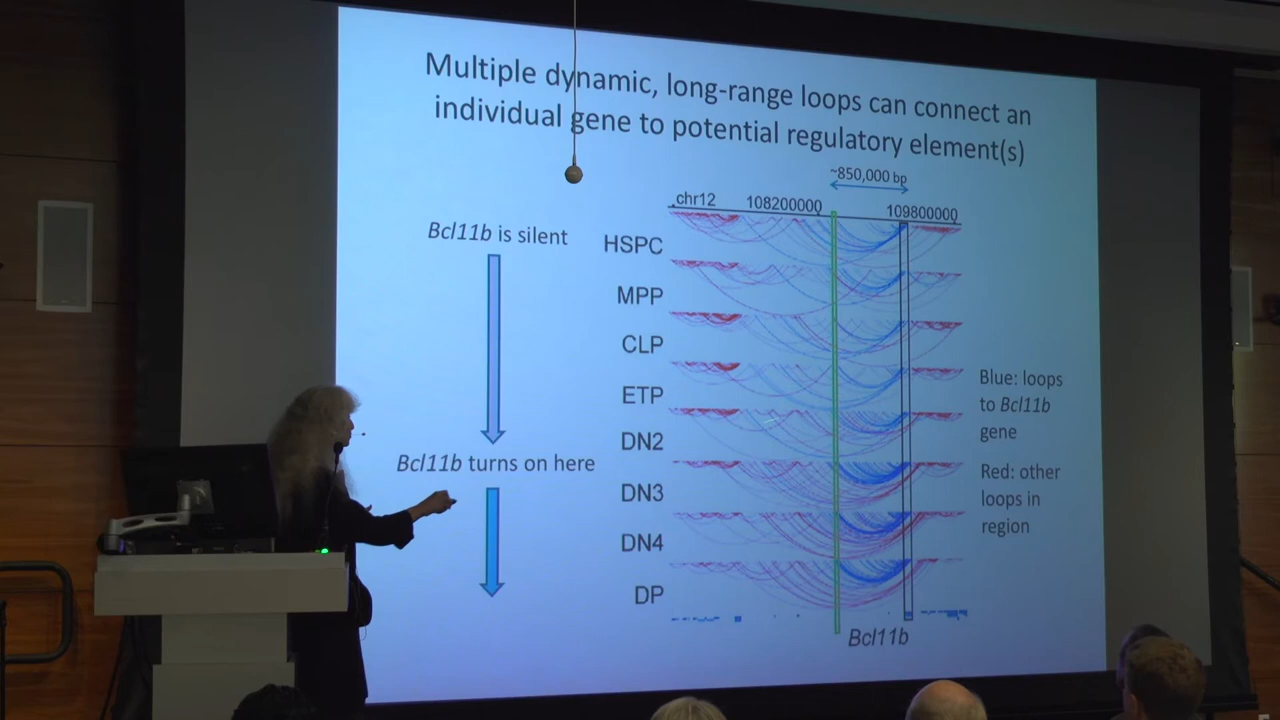 Multiple dynamic, long-range loops can connect an
individual gene to potential regulatory element(s)
~850,000 bp
chr12 108200000 109800000
Bcl11b is silent
HSPC
MPP
CLP
ETP
DN2
Bcl11b turns on here
DN3
DN4
DP
Blue: loops
to Bcl11b
gene
Red: other
loops in
region
Bcl11b